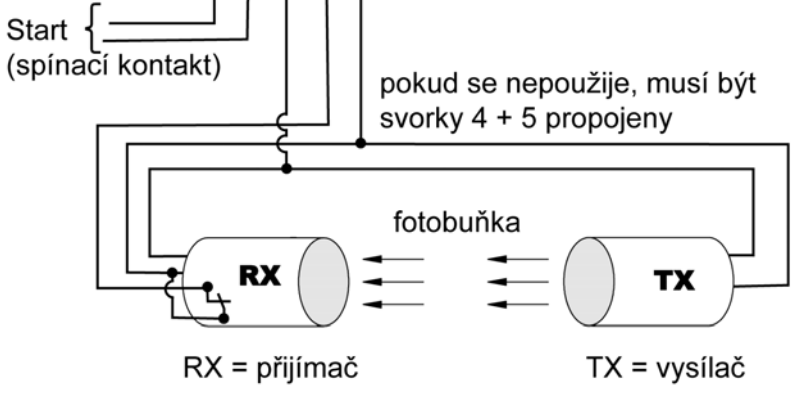 Start
(spínací kontakt)
pokud se nepoužije, musí být
svorky 4 + 5 propojeny
fotobuňka
RX
TX
RX = přijímač
TX = vysílač